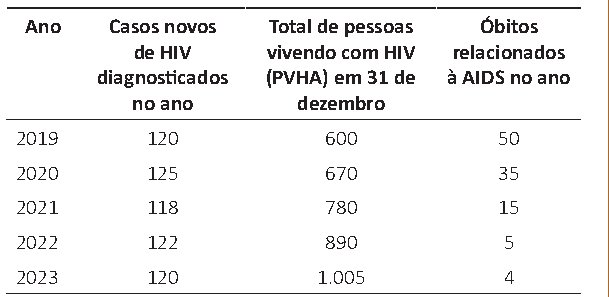 Ano Casos novos Total de pessoas Óbitos
de HIV vivendo com HIV relacionados
diagnosticados (PVHA) em 31 de à AIDS no ano
no ano dezembro
2019 120 600 50
2020 125 670 35
2021 118 780 15
2022 122 890 5
2023 120 1.005 4